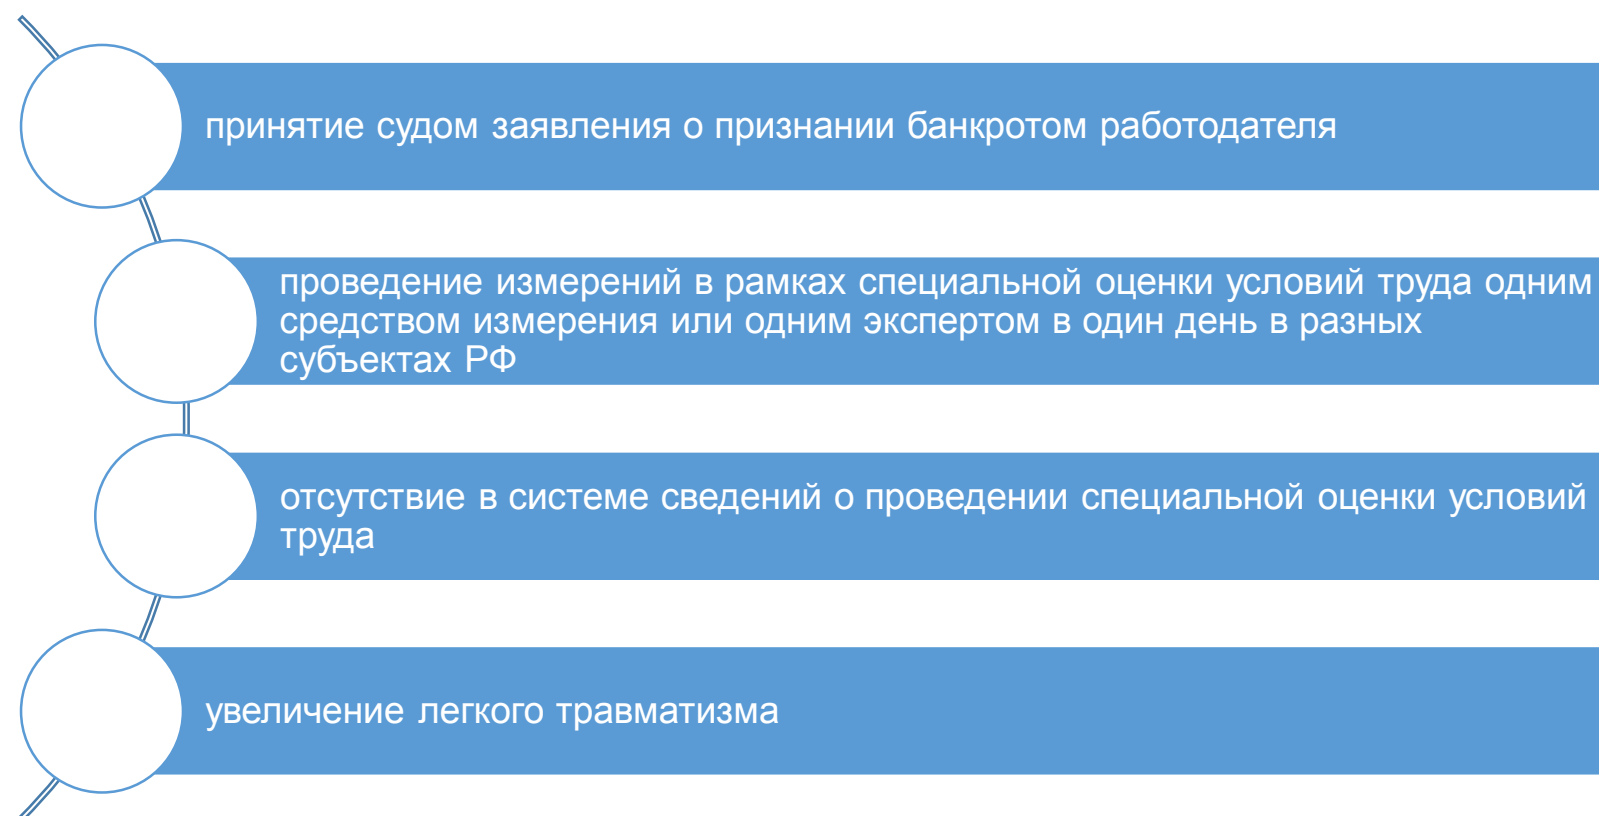 принятие судом заявления о признании банкротом работодателя
проведение измерений в рамках специальной оценки условий труда одним
средством измерения или одним экспертом в один день в разных
субъектах РФ
отсутствие в системе сведений о проведении специальной оценки условий
труда
увеличение легкого травматизма